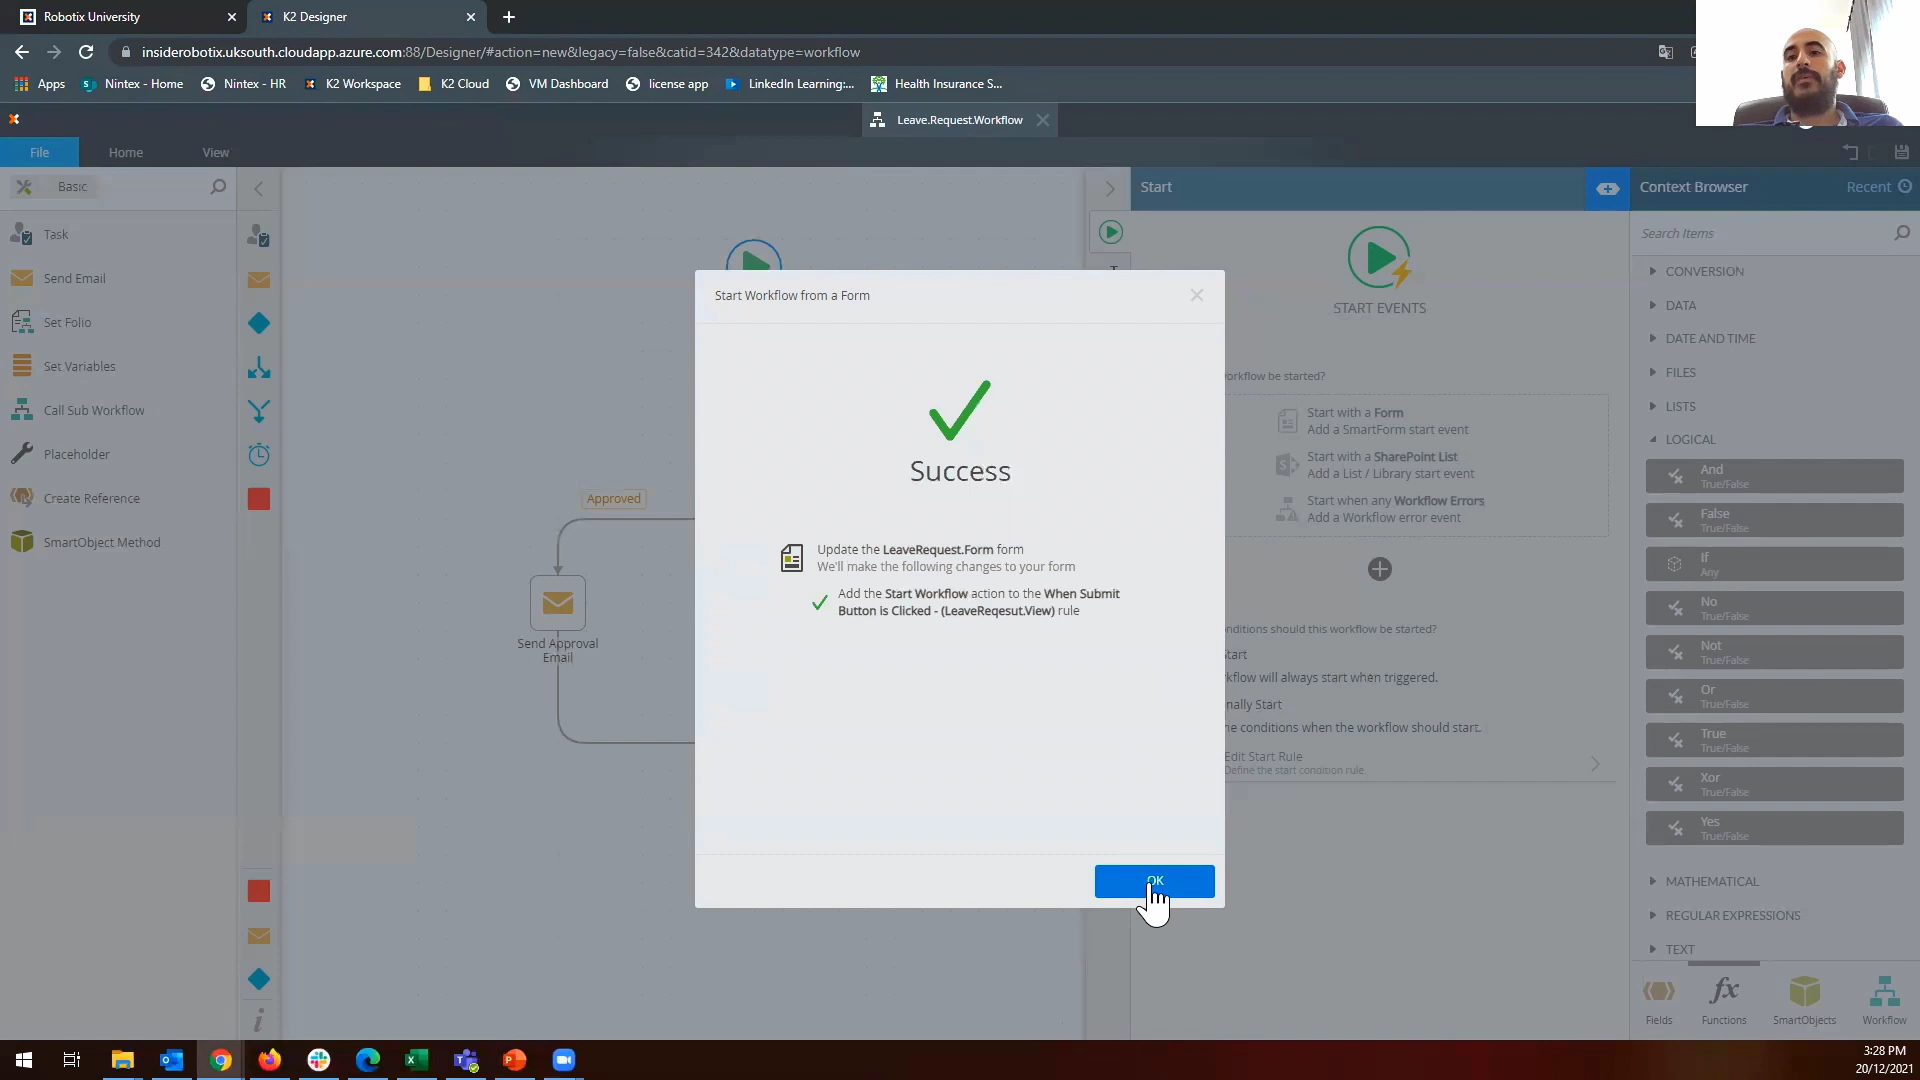 Robotix University
K2 Designer
insiderobotix.uksouth.cloudapp.azure.com:88/Designer/#action=new&legacy=false&catid=342&datatype=workflow
Apps
Nintex - Home
Nintex - HR
K2 Workspace
K2 Cloud
VM Dashboard
license app
LinkedIn Learning:...
Health Insurance S...
Leave.Request.Workflow
File
Home
View
Basic
Task
Send Email
Set Folio
Set Variables
Call Sub Workflow
Placeholder
Create Reference
SmartObject Method
Approved
Send Approval
Email
Start Workflow from a Form
Success
Update the LeaveRequest.Form form
We'll make the following changes to your form
Add the Start Workflow action to the When Submit
Button is Clicked - (LeaveReqesut.View) rule
OK
Start
START EVENTS
workflow be started?
Start with a Form
Add a SmartForm start event
Start with a SharePoint List
Add a List / Library start event
Start when any Workflow Errors
Add a Workflow error event
nditions should this workflow be started?
Start
rkflow will always start when triggered.
nally Start
e conditions when the workflow should start.
Edit Start Rule
Define the start condition rule.
Context Browser
Recent
Search Items
CONVERSION
DATA
DATE AND TIME
FILES
LISTS
LOGICAL
And
True/False
False
True/False
If
Any
No
True/False
Not
True/False
Or
True/False
True
True/False
Xor
True/False
Yes
True/False
MATHEMATICAL
REGULAR EXPRESSIONS
TEXT
Fields
Functions
SmartObjects
Workflow
3:28 PM
20/12/2021